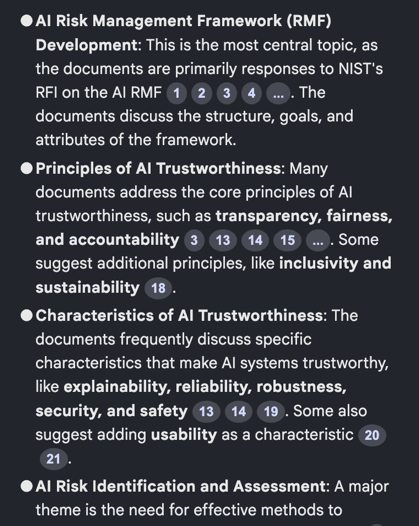 ● AI Risk Management Framework (RMF)
Development: This is the most central topic, as
the documents are primarily responses to NIST's
RFI on the AI RMF 1 2 3 4 ... . The
documents discuss the structure, goals, and
attributes of the framework.
● Principles of AI Trustworthiness: Many
documents address the core principles of AI
trustworthiness, such as transparency, fairness,
and accountability 3 13 14 15 ... . Some
suggest additional principles, like inclusivity and
sustainability 18 .
● Characteristics of AI Trustworthiness: The
documents frequently discuss specific
characteristics that make AI systems trustworthy,
like explainability, reliability, robustness,
security, and safety 13 14 19 . Some also
suggest adding usability as a characteristic 20
21 .
● AI Risk Identification and Assessment: A major
theme is the need for effective methods to